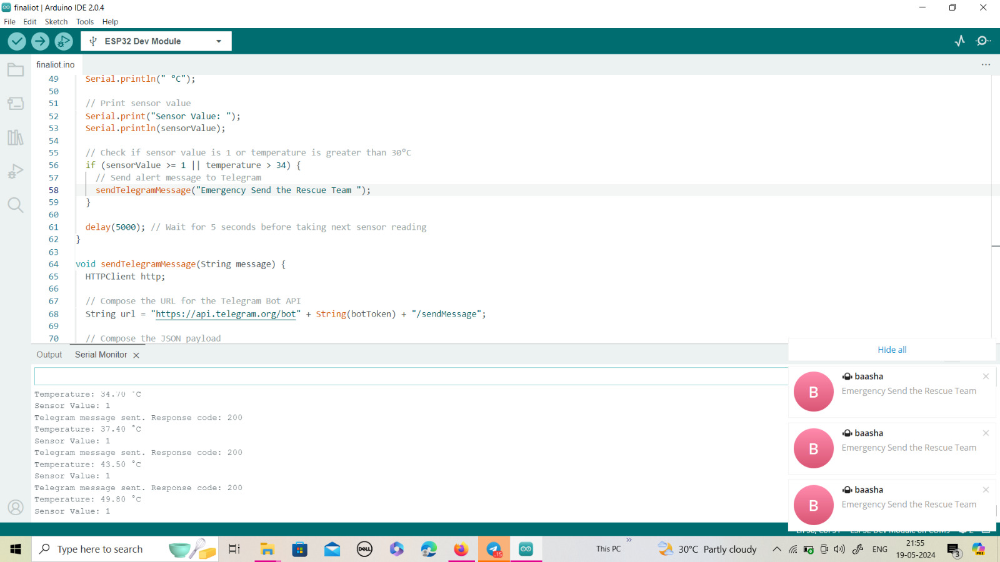 finaliot | Arduino IDE 2.0.4
File Edit Sketch Tools Help
ESP32 Dev Module
finaliot.ino
49 Serial.println(" °C");
50
51 // Print sensor value
52 Serial.print("Sensor Value: ");
53 Serial.println(sensorValue);
54
55 // Check if sensor value is 1 or temperature is greater than 30°C
56 if (sensorValue >= 1 || temperature > 34) {
57 // Send alert message to Telegram
58 sendTelegramMessage("Emergency Send the Rescue Team ");
59 }
60
61 delay(5000); // Wait for 5 seconds before taking next sensor reading
62 }
63
64 void sendTelegramMessage(String message) {
65 HTTPClient http;
66
67 // Compose the URL for the Telegram Bot API
68 String url = "https://api.telegram.org/bot" + String(botToken) + "/sendMessage";
69
70 // Compose the JSON payload
Output Serial Monitor
Temperature: 34.70 °C
Sensor Value: 1
Telegram message sent. Response code: 200
Temperature: 37.40 °C
Sensor Value: 1
Telegram message sent. Response code: 200
Temperature: 43.50 °C
Sensor Value: 1
Telegram message sent. Response code: 200
Temperature: 49.80 °C
Sensor Value: 1
Hide all
B
baasha
Emergency Send the Rescue Team
B
baasha
Emergency Send the Rescue Team
B
baasha
Emergency Send the Rescue Team
Type here to search
DELL
15
This PC
30°C Partly cloudy
ENG
21:55
19-05-2024
3
PRE